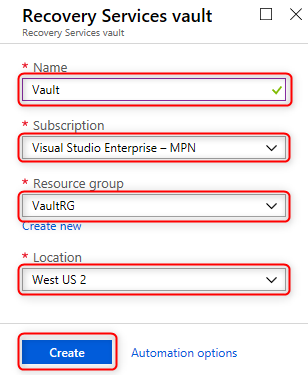 Recovery Services vault
Recovery Services vault
* Name
Vault
* Subscription
Visual Studio Enterprise – MPN
* Resource group
VaultRG
Create new
* Location
West US 2
Create Automation options